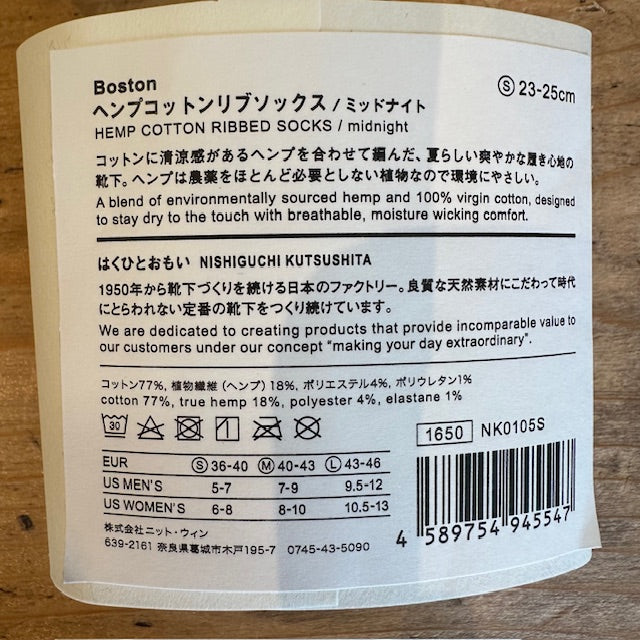 Boston
ヘンプコットンリブソックス / ミッドナイト
HEMP COTTON RIBBED SOCKS / midnight
Ⓢ 23-25cm
コットンに清涼感があるヘンプを合わせて編んだ、夏らしい爽やかな履き心地の
靴下。ヘンプは農薬をほとんど必要としない植物なので環境にやさしい。
A blend of environmentally sourced hemp and 100% virgin cotton, designed
to stay dry to the touch with breathable, moisture wicking comfort.
はくひとおもい NISHIGUCHI KUTSUSHITA
1950年から靴下づくりを続ける日本のファクトリー。良質な天然素材にこだわって時代
にとらわれない定番の靴下をつくり続けています。
We are dedicated to creating products that provide incomparable value to
our customers under our concept “making your day extraordinary”.
コットン77%, 植物繊維 (ヘンプ) 18%, ポリエステル4%, ポリウレタン1%
cotton 77%, true hemp 18%, polyester 4%, elastane 1%
30
EUR Ⓢ 36-40 Ⓜ 40-43 Ⓛ 43-46
US MEN'S 5-7 7-9 9.5-12
US WOMEN'S 6-8 8-10 10.5-13
株式会社ニット・ウィン
639-2161 奈良県葛城市木戸195-7 0745-43-5090
1650 NK0105S
4 589754 945547